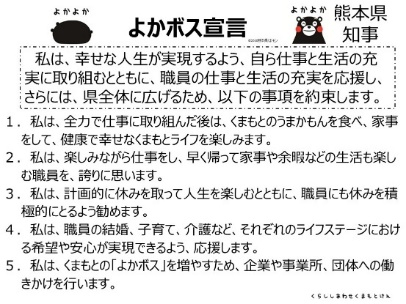 よかよか
よかボス宣言
よかよか
熊本県
知事
©2010熊本県くまモン
私は、幸せな人生が実現するよう、自ら仕事と生活の充
実に取り組むとともに、職員の仕事と生活の充実を応援し、
さらには、県全体に広げるため、以下の事項を約束します。
1．私は、全力で仕事に取り組んだ後は、くまもとのうまかもんを食べ、家事
をして、健康で幸せなくまもとライフを楽しみます。
2．私は、楽しみながら仕事をし、早く帰って家事や余暇などの生活も楽し
む職員を、誇りに思います。
3．私は、計画的に休みを取って人生を楽しむとともに、職員にも休みを積
極的にとるよう勧めます。
4．私は、職員の結婚、子育て、介護など、それぞれのライフステージにおけ
る希望や安心が実現できるよう、応援します。
5．私は、くまもとの「よかボス」を増やすため、企業や事業所、団体への働
きかけを行います。
くらししあわせくまもとけん